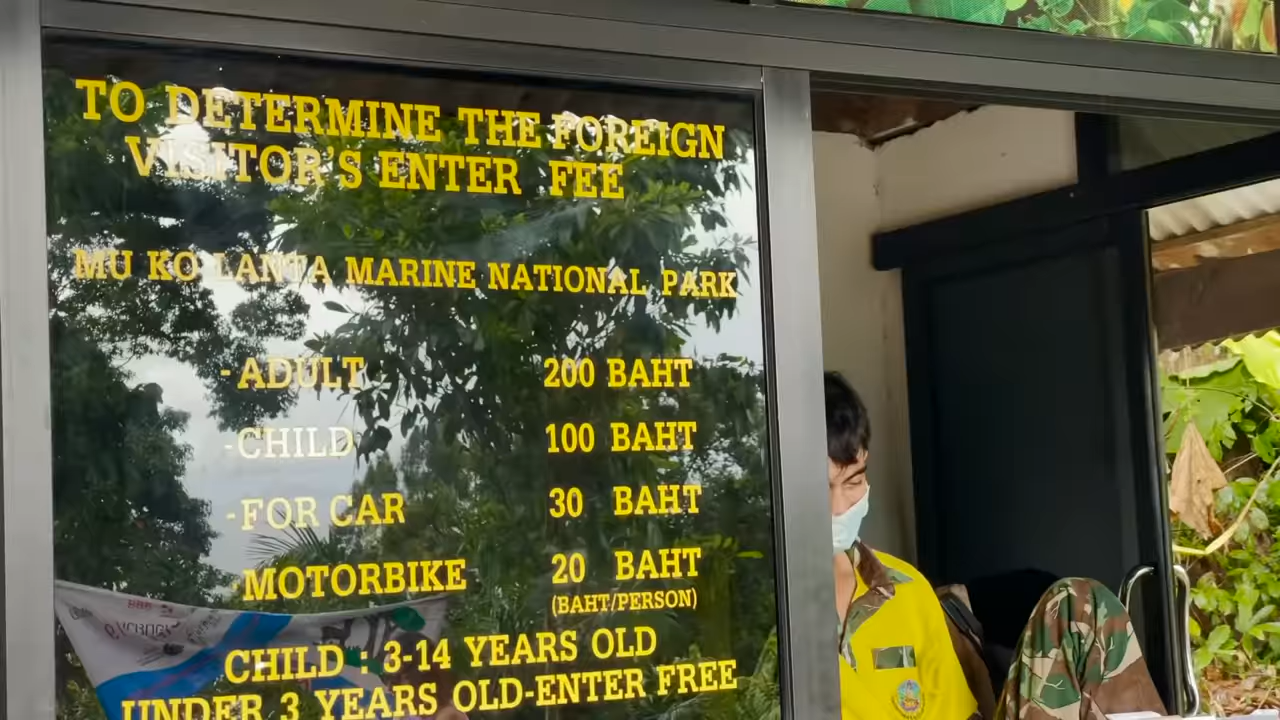 TO DETERMINE THE FOREIGN
VISITOR'S ENTER FEE
MU KO LANTA MARINE NATIONAL PARK
-ADULT 200 BAHT
-CHILD 100 BAHT
-FOR CAR 30 BAHT
-MOTORBIKE 20 BAHT
(BAHT/PERSON)
CHILD : 3-14 YEARS OLD
UNDER 3 YEARS OLD-ENTER FREE